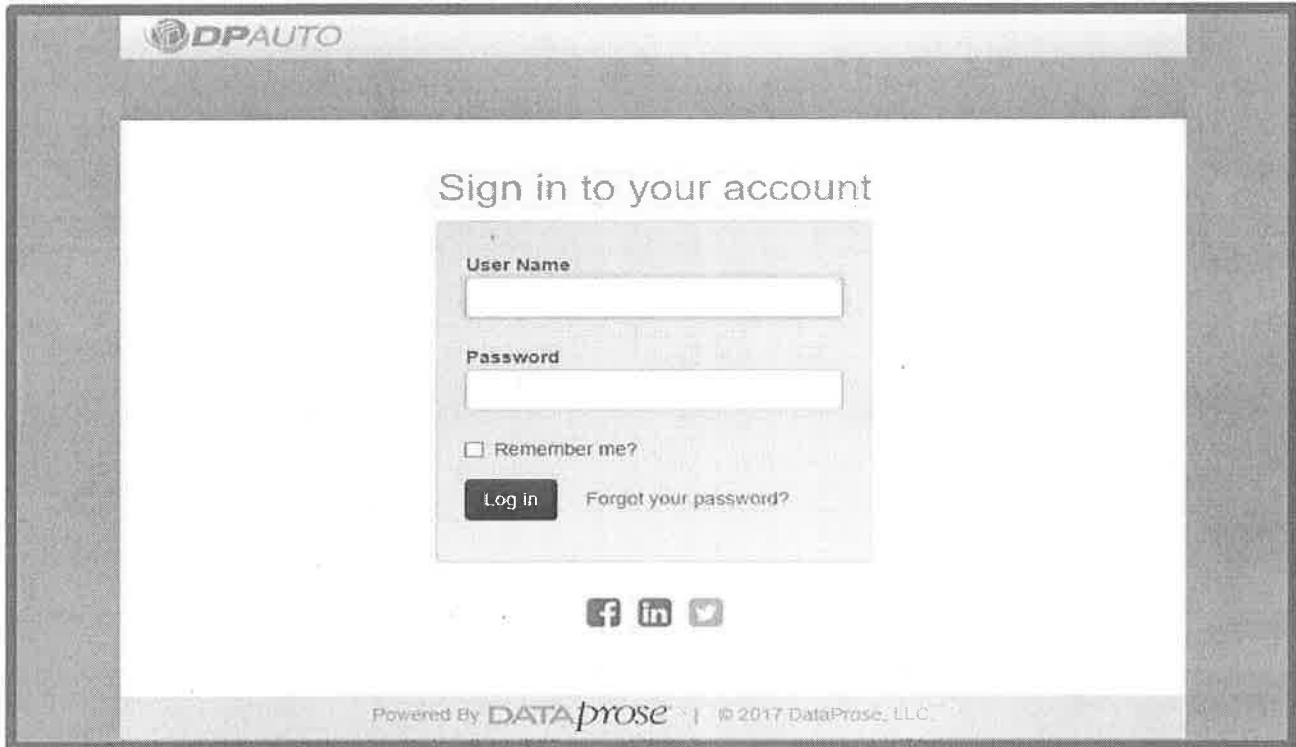 DPAUTO
Sign in to your account
User Name
Password
Remember me?
Log in Forgot your password?
f in
Powered By DATAprose | © 2017 DataProse, LLC